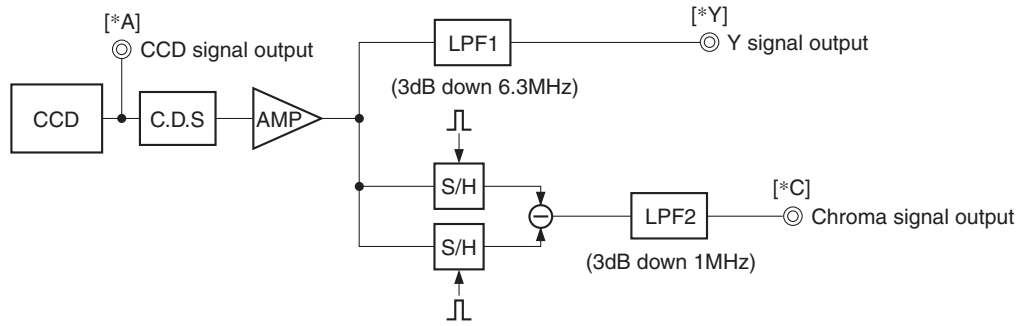 [*A]
CCD signal output
[*Y]
LPF1
Y signal output
(3dB down 6.3MHz)
CCD
C.D.S
AMP
S/H
[*C]
LPF2
Chroma signal output
S/H
(3dB down 1MHz)